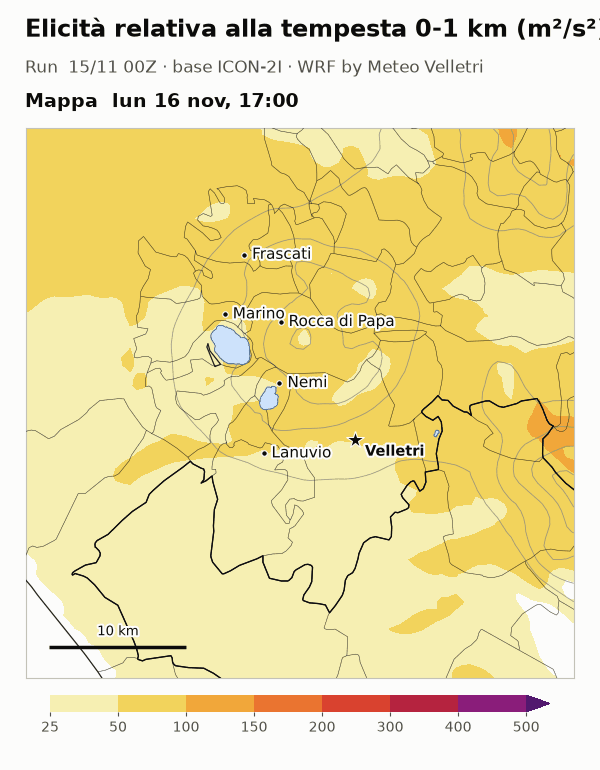 Elicità relativa alla tempesta 0-1 km (m²/s²)
Run  15/11 00Z · base ICON-2I · WRF by Meteo Velletri
Mappa  lun 16 nov, 17:00
Frascati
Marino
Rocca di Papa
Nemi
Velletri
Lanuvio
10 km
25 50 100 150 200 300 400 500